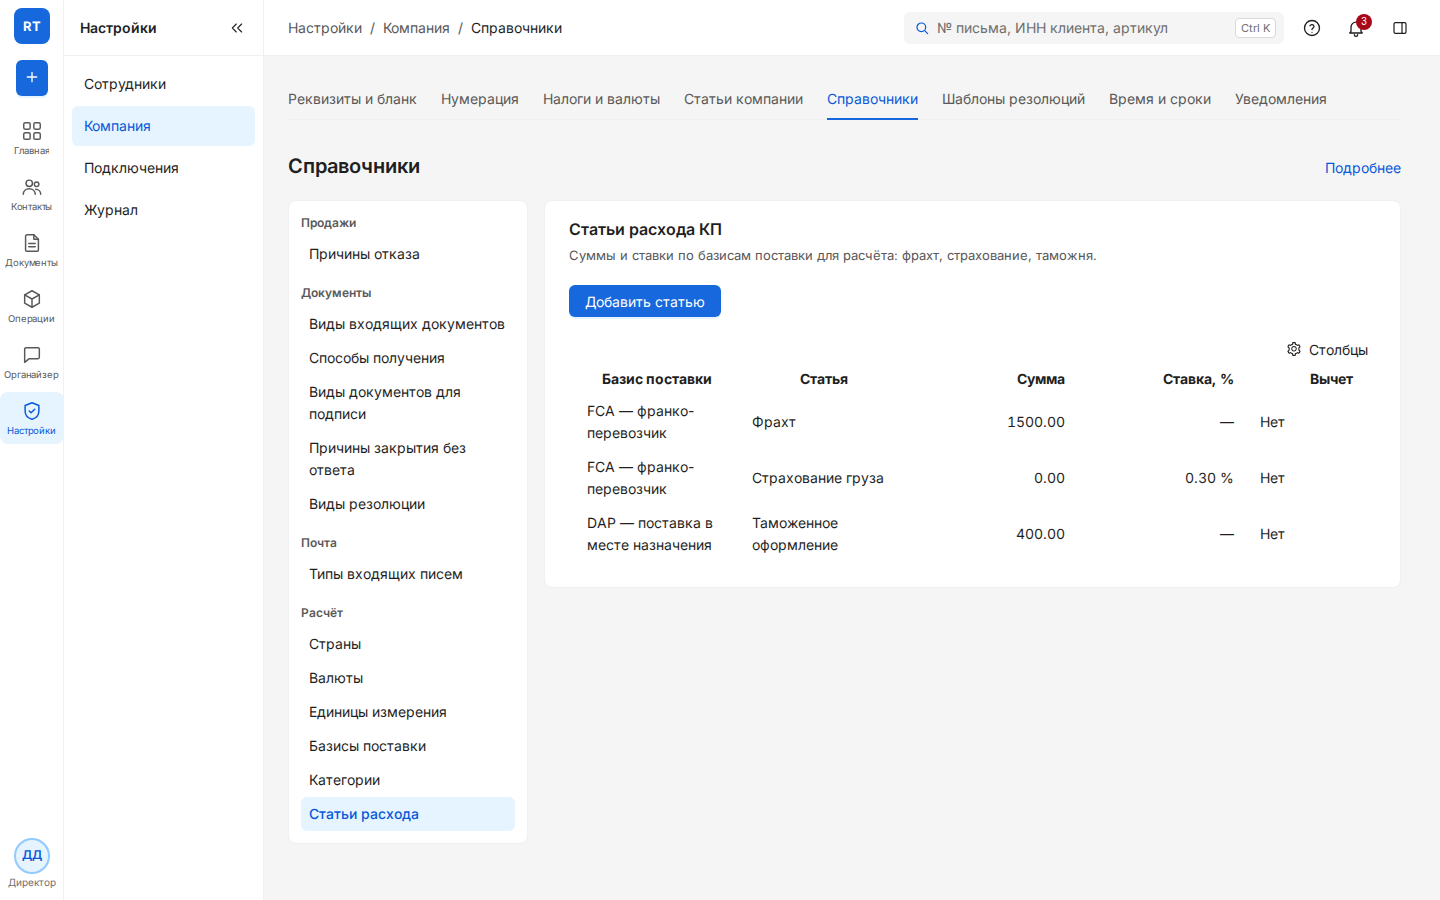 RT
Настройки
Настройки / Компания / Справочники
№ письма, ИНН клиента, артикул
Ctrl K
3
Главная
Контакты
Документы
Операции
Органайзер
Настройки
ДД
Директор
Сотрудники
Компания
Подключения
Журнал
Реквизиты и бланк
Нумерация
Налоги и валюты
Статьи компании
Справочники
Шаблоны резолюций
Время и сроки
Уведомления
Справочники
Подробнее
Продажи
Причины отказа
Документы
Виды входящих документов
Способы получения
Виды документов для
подписи
Причины закрытия без
ответа
Виды резолюции
Почта
Типы входящих писем
Расчёт
Страны
Валюты
Единицы измерения
Базисы поставки
Категории
Статьи расхода
Статьи расхода КП
Суммы и ставки по базисам поставки для расчёта: фрахт, страхование, таможня.
Добавить статью
Столбцы
Базис поставки Статья Сумма Ставка, % Вычет
FCA — франко-
перевозчик
Фрахт 1500.00 — Нет
FCA — франко-
перевозчик
Страхование груза 0.00 0.30 % Нет
DAP — поставка в
месте назначения
Таможенное
оформление
400.00 — Нет